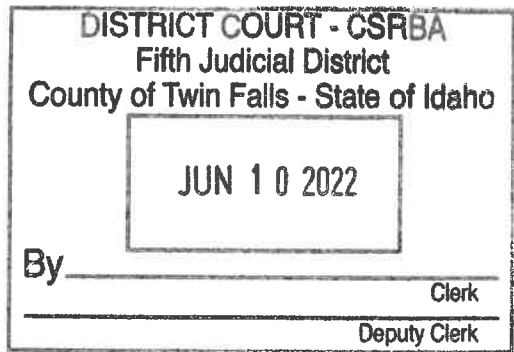 DISTRICT COURT - CSRBA
Fifth Judicial District
County of Twin Falls - State of Idaho
JUN 10 2022
By
Clerk
Deputy Clerk